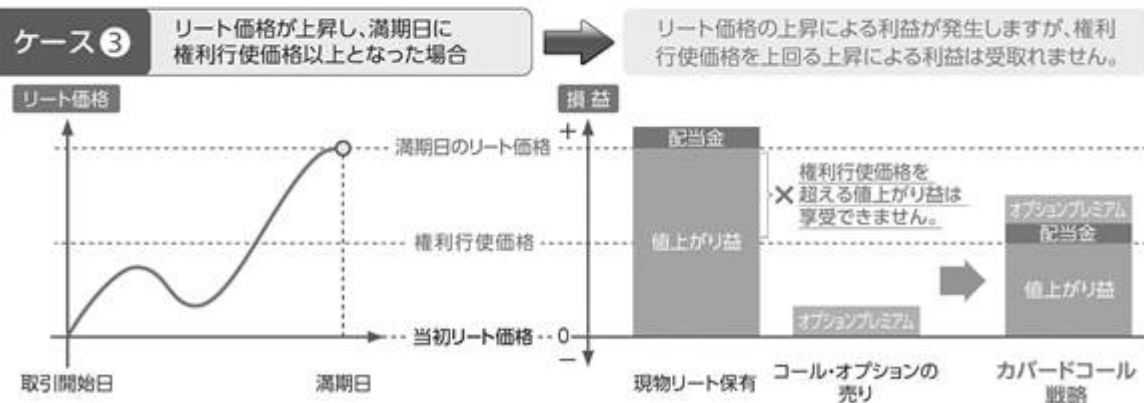 ケース❸
リート価格が上昇し、満期日に
権利行使価格以上となった場合
リート価格の上昇による利益が発生しますが、権利
行使価格を上回る上昇による利益は受取れません。
リート価格
満期日のリート価格
権利行使価格
当初リート価格
取引開始日
満期日
損益
+
0
−
配当金
値上がり益
権利行使価格を
× 超える値上がり益は
享受できません。
オプションプレミアム
オプションプレミアム
配当金
値上がり益
現物リート保有
コール・オプションの
売り
カバードコール
戦略